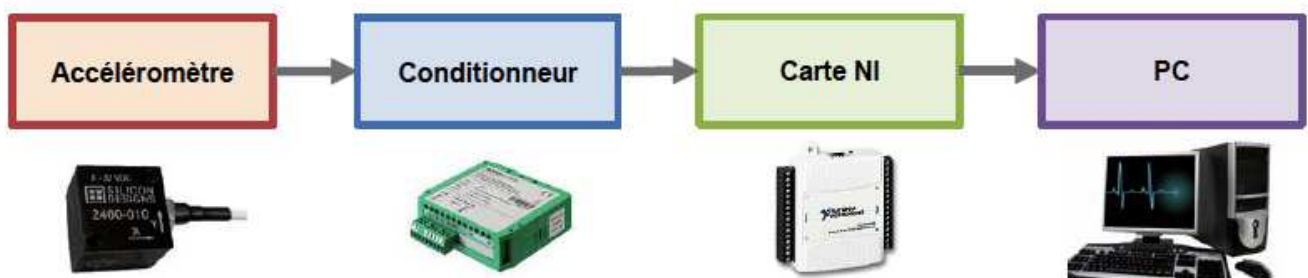 Accéléromètre
Conditionneur
Carte NI
PC
SILICON
DESIGNS
2460-010